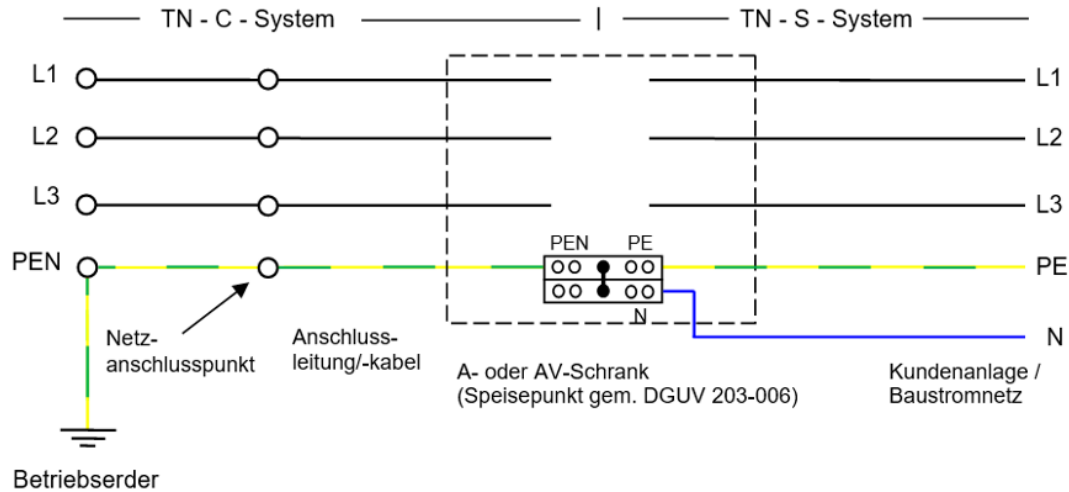 TN - C - System
TN - S - System
L1
L1
L2
L2
L3
L3
PEN
PEN
PE
PE
N
N
Netz-
anschlusspunkt
Anschluss-
leitung/-kabel
A- oder AV-Schrank
(Speisepunkt gem. DGUV 203-006)
Kundenanlage /
Baustromnetz
Betriebserder